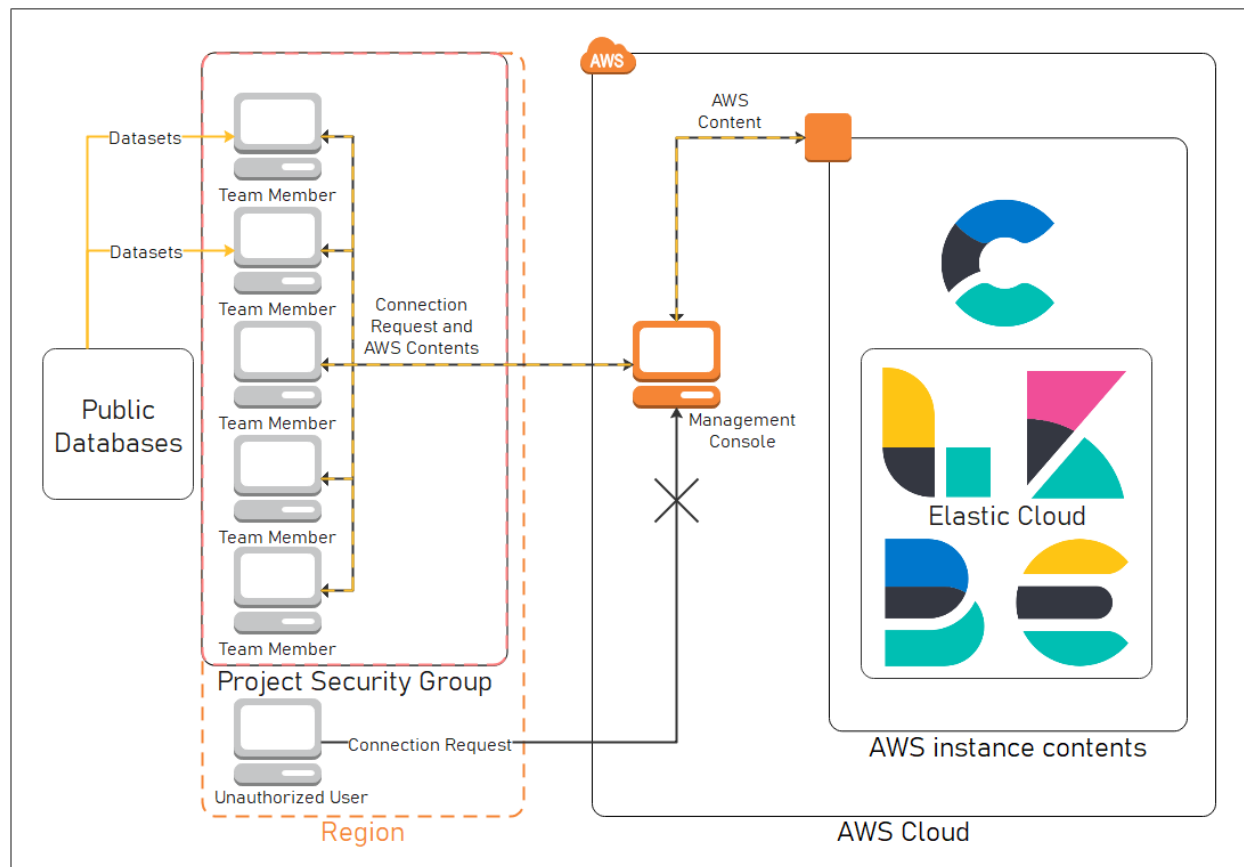 AWS
AWS
Content
Datasets
Team Member
Datasets
Team Member
Connection
Request and
AWS Contents
Public
Databases
Team Member
Management
Console
Team Member
Elastic Cloud
Team Member
Project Security Group
Connection Request
AWS instance contents
Unauthorized User
Region
AWS Cloud